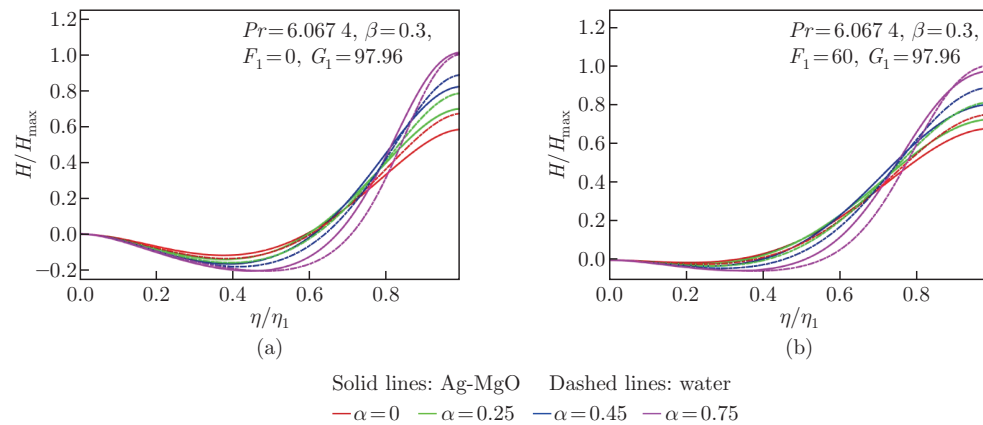 1.2
1.0
0.8
0.6
0.4
0.2
0.0
−0.2
H/Hmax
Pr=6.067 4, β=0.3,
F1=0, G1=97.96
0.0 0.2 0.4 0.6 0.8
η/η1
(a)
1.2
1.0
0.8
0.6
0.4
0.2
0.0
H/Hmax
Pr=6.067 4, β=0.3,
F1=60, G1=97.96
0.0 0.2 0.4 0.6 0.8
η/η1
(b)
Solid lines: Ag-MgO Dashed lines: water
α=0 α=0.25 α=0.45 α=0.75